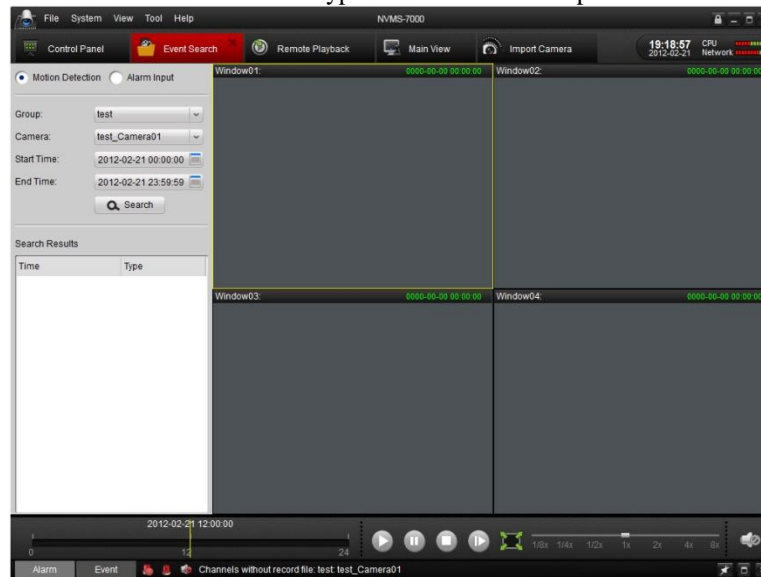 File System View Tool Help NVMS-7000
Control Panel Event Search Remote Playback Main View Import Camera 19:18:57 CPU
2012-02-21 Network
Motion Detection Alarm Input
Window01: 0000-00-00 00:00:00 Window02: 0000-00-00 00:00:00
Group: test
Camera: test_Camera01
Start Time: 2012-02-21 00:00:00
End Time: 2012-02-21 23:59:59
Search
Search Results
Time Type
Window03: 0000-00-00 00:00:00 Window04: 0000-00-00 00:00:00
2012-02-21 12:00:00
0 12 24
1/8x 1/4x 1/2x 1x 2x 4x 8x
Alarm Event Channels without record file: test: test_Camera01